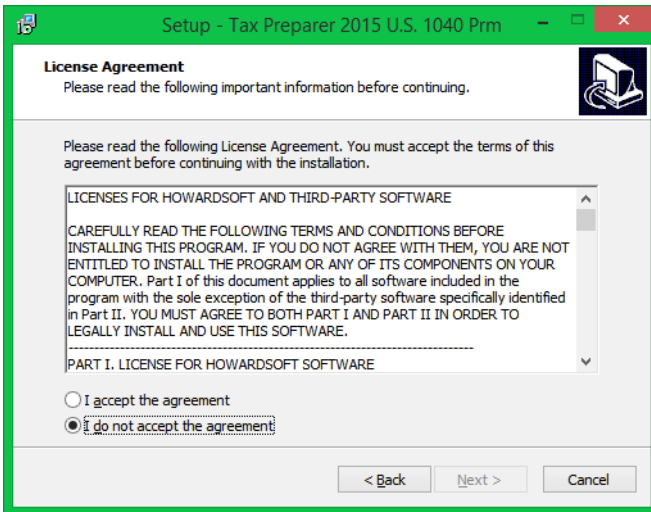 Setup - Tax Preparer 2015 U.S. 1040 Prm
License Agreement
Please read the following important information before continuing.
Please read the following License Agreement. You must accept the terms of this
agreement before continuing with the installation.
LICENSES FOR HOWARDSOFT AND THIRD-PARTY SOFTWARE
CAREFULLY READ THE FOLLOWING TERMS AND CONDITIONS BEFORE
INSTALLING THIS PROGRAM. IF YOU DO NOT AGREE WITH THEM, YOU ARE NOT
ENTITLED TO INSTALL THE PROGRAM OR ANY OF ITS COMPONENTS ON YOUR
COMPUTER. Part I of this document applies to all software included in the
program with the sole exception of the third-party software specifically identified
in Part II. YOU MUST AGREE TO BOTH PART I AND PART II IN ORDER TO
LEGALLY INSTALL AND USE THIS SOFTWARE.
--------------------------------------------------------------------------------
PART I. LICENSE FOR HOWARDSOFT SOFTWARE
I accept the agreement
I do not accept the agreement
< Back Next > Cancel